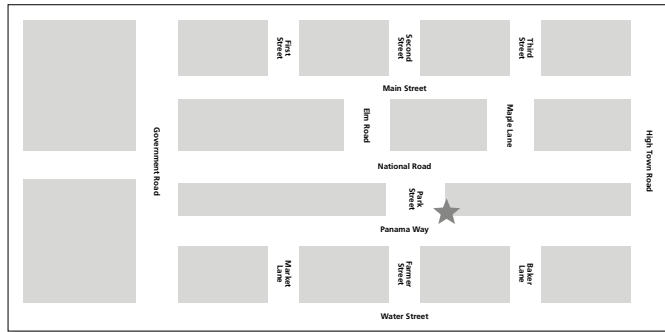 First
Street
Second
Street
Third
Street
Main Street
Elm Road
Maple Lane
Government Road
High Town Road
National Road
Park
Street
Panama Way
Market
Lane
Farmer
Street
Baker
Lane
Water Street